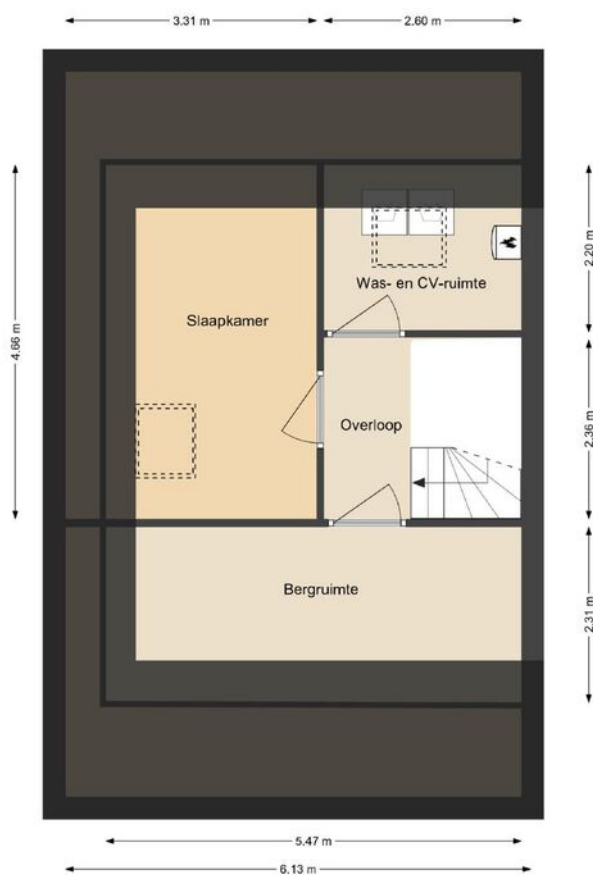 3.31 m
2.60 m
4.66 m
2.20 m
Was- en CV-ruimte
Slaapkamer
Overloop
2.36 m
Bergruimte
2.31 m
5.47 m
6.13 m